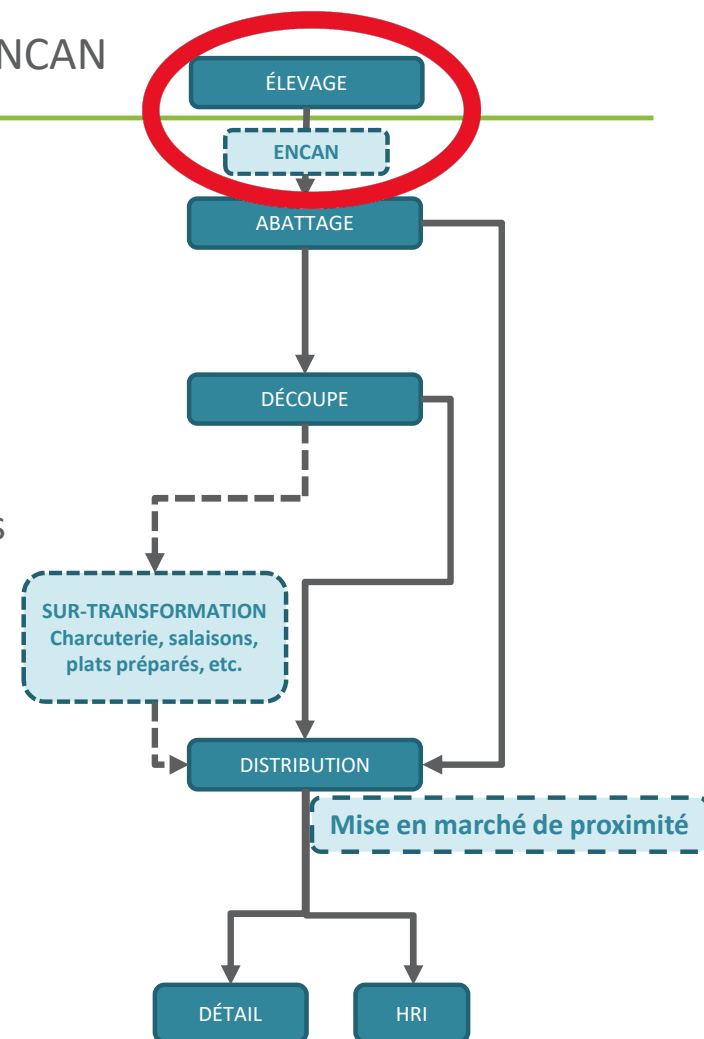 NCAN
ÉLEVAGE
ENCAN
ABATTAGE
DÉCOUPE
S
SUR-TRANSFORMATION
Charcuterie, salaisons,
plats préparés, etc.
DISTRIBUTION
Mise en marché de proximité
DÉTAIL
HRI